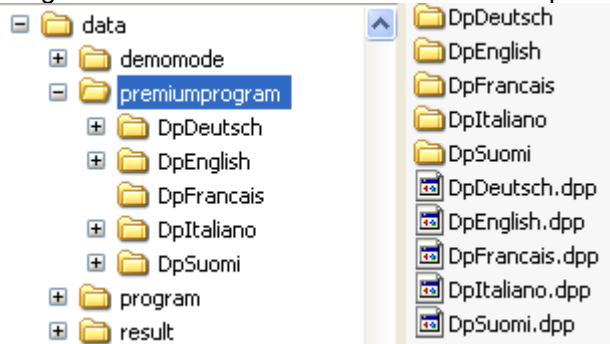 data
demomode
premiumprogram
DpDeutsch
DpEnglish
DpFrancais
DpItaliano
DpSuomi
program
result
DpDeutsch
DpEnglish
DpFrancais
DpItaliano
DpSuomi
DpDeutsch.dpp
DpEnglish.dpp
DpFrancais.dpp
DpItaliano.dpp
DpSuomi.dpp